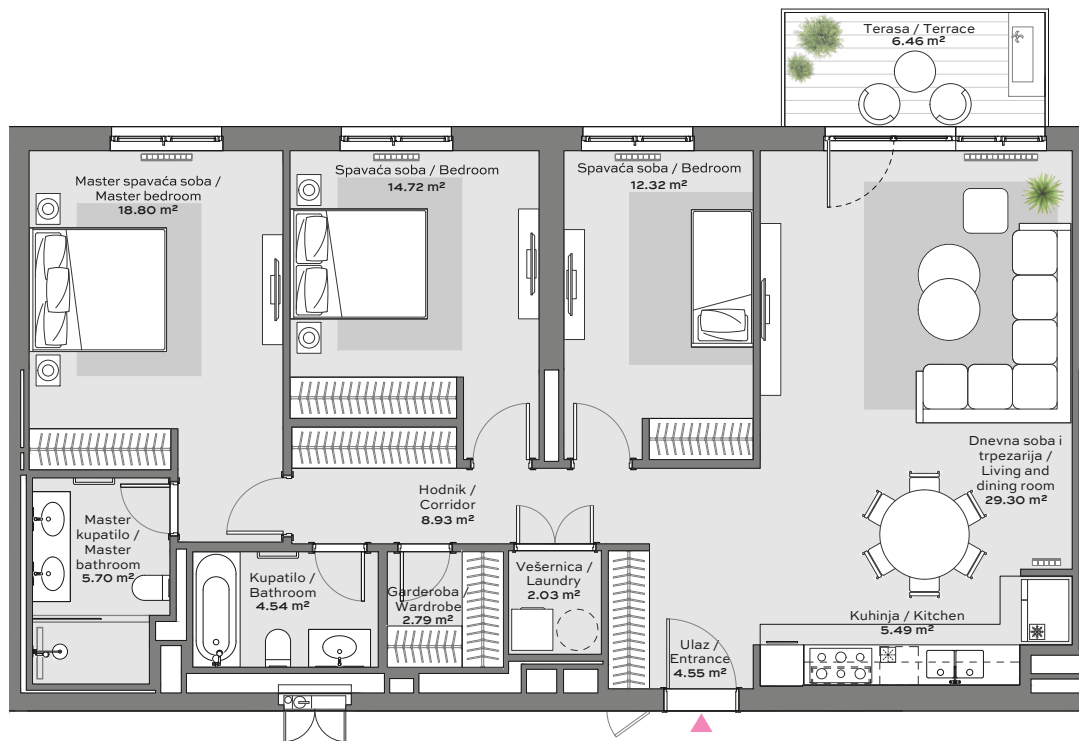 Terasa / Terrace
6.46 m²
Master spavaća soba /
Master bedroom
18.80 m²
Spavaća soba / Bedroom
14.72 m²
Spavaća soba / Bedroom
12.32 m²
Dnevna soba i
trpezarija /
Living and
dining room
29.30 m²
Hodnik /
Corridor
8.93 m²
Master
kupatilo /
Master
bathroom
5.70 m²
Kupatilo /
Bathroom
4.54 m²
Garderoba /
Wardrobe
2.79 m²
Vešernica /
Laundry
2.03 m²
Ulaz /
Entrance
4.55 m²
Kuhinja / Kitchen
5.49 m²